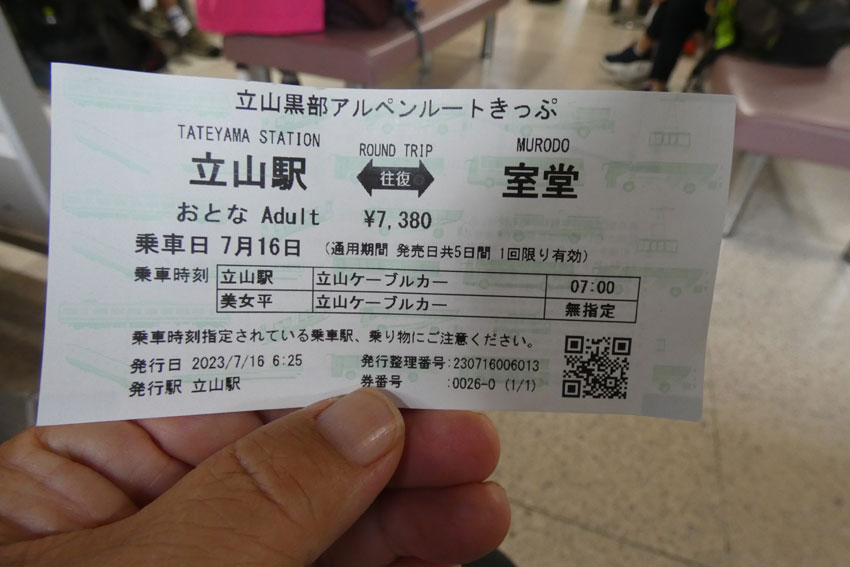 立山黒部アルペンルートきっぷ
TATEYAMA STATION ROUND TRIP MURODO
立山駅 往復 室堂
おとな Adult ¥7,380
乗車日 7月16日 (通用期間 発売日共5日間 1回限り有効)
乗車時刻 立山駅 立山ケーブルカー 07:00
美女平 立山ケーブルカー 無指定
乗車時刻指定されている乗車駅、乗り物にご注意ください。
発行日 2023/7/16 6:25 発行整理番号:230716006013
発行駅 立山駅 券番号 :0026-0 (1/1)